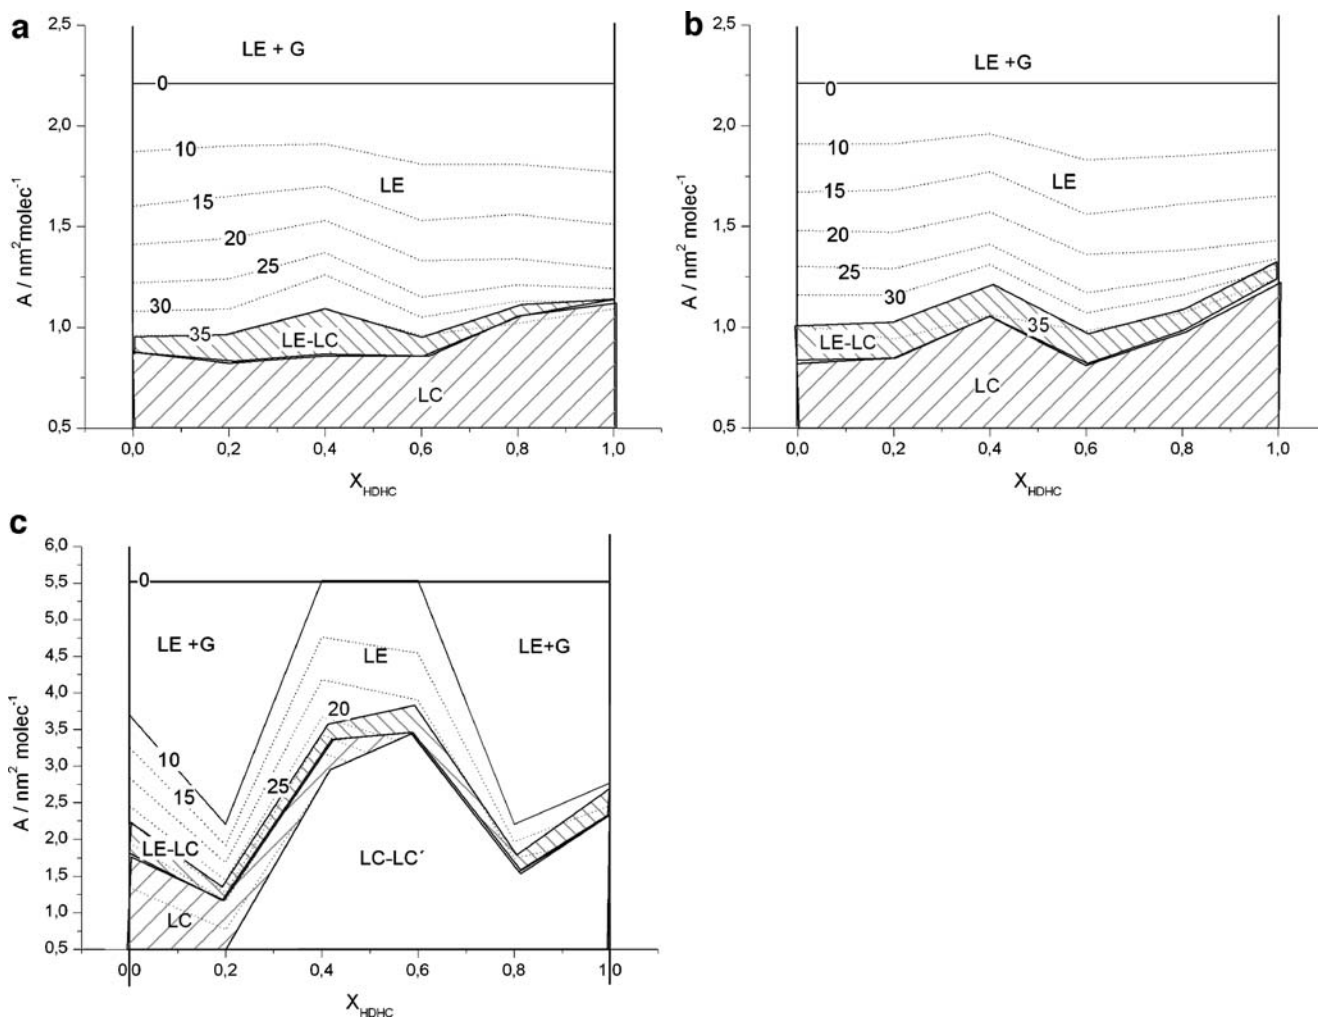 a
2,5
2,0
1,5
1,0
0,5
A / nm² molec⁻¹
LE + G
0
10
15
LE
20
25
30
35
LE-LC
LC
0,0 0,2 0,4 0,6 0,8 1,0
X_HDHC
b
2,5
2,0
1,5
1,0
0,5
A / nm² molec⁻¹
LE +G
0
10
15
LE
20
25
30
35
LE-LC
LC
0,0 0,2 0,4 0,6 0,8 1,0
X_HDHC
c
6,0
5,5
5,0
4,5
4,0
3,5
3,0
2,5
2,0
1,5
1,0
0,5
A / nm² molec⁻¹
0
LE +G
LE
LE+G
10
15
20
25
LE-LC
LC-LC´
LC
0,0 0,2 0,4 0,6 0,8 1,0
X_HDHC